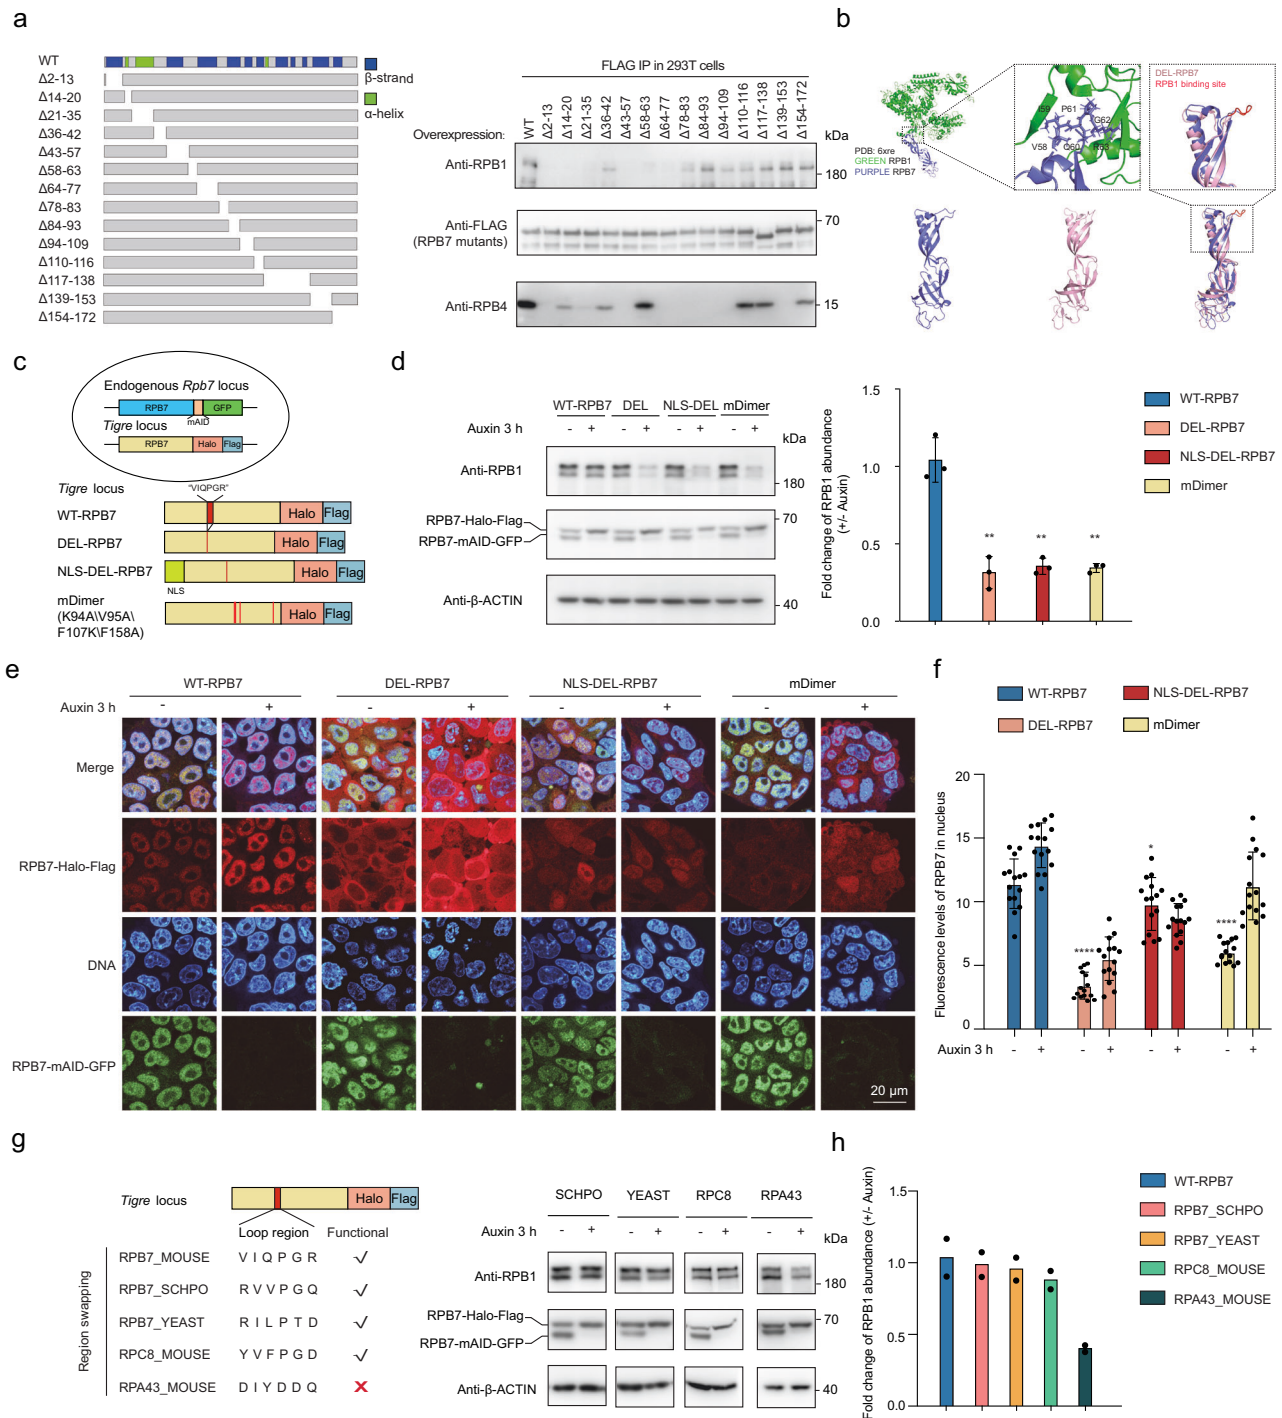 a
WT
Δ2-13
Δ14-20
Δ21-35
Δ36-42
Δ43-57
Δ58-63
Δ64-77
Δ78-83
Δ84-93
Δ94-109
Δ110-116
Δ117-138
Δ139-153
Δ154-172
β-strand
α-helix
FLAG IP in 293T cells
Overexpression:
WT
Δ2-13
Δ14-20
Δ21-35
Δ36-42
Δ43-57
Δ58-63
Δ64-77
Δ78-83
Δ84-93
Δ94-109
Δ110-116
Δ117-138
Δ139-153
Δ154-172
kDa
Anti-RPB1
180
Anti-FLAG
(RPB7 mutants)
70
Anti-RPB4
15
b
PDB: 6xre
GREEN RPB1
PURPLE RPB7
I59
P61
G62
V58
Q60
R63
DEL-RPB7
RPB1 binding site
c
Endogenous Rpb7 locus
RPB7
GFP
mAID
Tigre locus
RPB7
Halo
Flag
Tigre locus
"VIQPGR"
WT-RPB7
Halo
Flag
DEL-RPB7
Halo
Flag
NLS-DEL-RPB7
Halo
Flag
NLS
mDimer
(K94A\V95A\
F107K\F158A)
Halo
Flag
d
WT-RPB7 DEL NLS-DEL mDimer
Auxin 3 h - + - + - + - +
kDa
Anti-RPB1
180
RPB7-Halo-Flag
70
RPB7-mAID-GFP
Anti-β-ACTIN
40
Fold change of RPB1 abundance
(+/- Auxin)
1.5
1.0
0.5
0.0
**
**
**
WT-RPB7
DEL-RPB7
NLS-DEL-RPB7
mDimer
e
WT-RPB7 DEL-RPB7 NLS-DEL-RPB7 mDimer
Auxin 3 h - + - + - + - +
Merge
RPB7-Halo-Flag
DNA
RPB7-mAID-GFP
20 μm
f
WT-RPB7
NLS-DEL-RPB7
DEL-RPB7
mDimer
Fluorescence levels of RPB7 in nucleus
20
15
10
5
0
****
*
****
Auxin 3 h - + - + - + - +
g
Tigre locus
Halo
Flag
Loop region Functional
Region swapping
RPB7_MOUSE V I Q P G R ✓
RPB7_SCHPO R V V P G Q ✓
RPB7_YEAST R I L P T D ✓
RPC8_MOUSE Y V F P G D ✓
RPA43_MOUSE D I Y D D Q X
SCHPO YEAST RPC8 RPA43
Auxin 3 h - + - + - + - +
kDa
Anti-RPB1
180
RPB7-Halo-Flag
70
RPB7-mAID-GFP
Anti-β-ACTIN
40
h
Fold change of RPB1 abundance (+/- Auxin)
1.5
1.0
0.5
0.0
WT-RPB7
RPB7_SCHPO
RPB7_YEAST
RPC8_MOUSE
RPA43_MOUSE